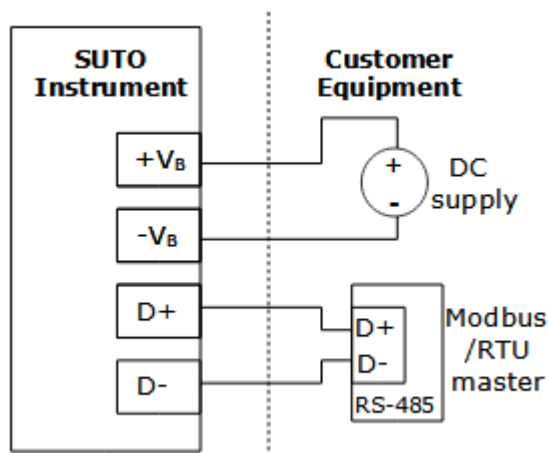 SUTO
Instrument
Customer
Equipment
+VB
-VB
D+
D-
+
-
DC
supply
D+
D-
RS-485
Modbus
/RTU
master